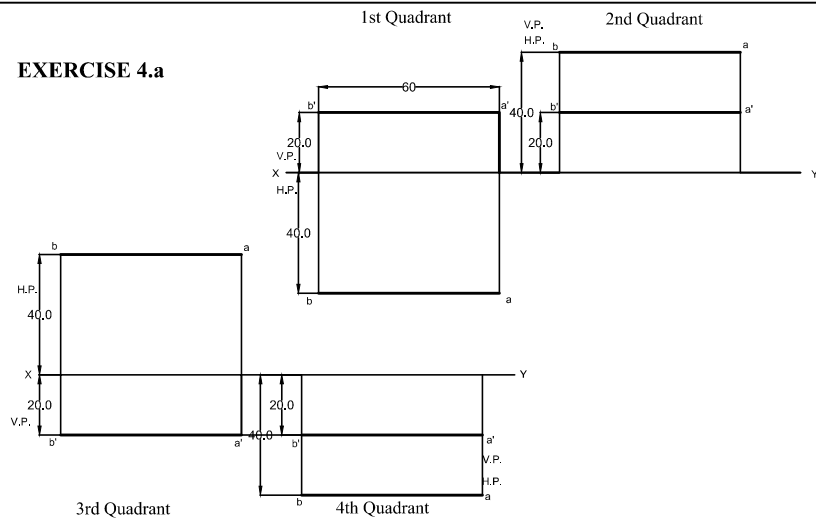 1st Quadrant
2nd Quadrant
EXERCISE 4.a
V.P.
H.P.
b
a
60
b'
a'
40.0
b'
a'
20.0
20.0
V.P.
X
Y
H.P.
40.0
b
a
b
a
H.P.
40.0
X
Y
20.0
20.0
V.P.
b'
a'
40.0
b'
a'
V.P.
H.P.
b
a
3rd Quadrant
4th Quadrant